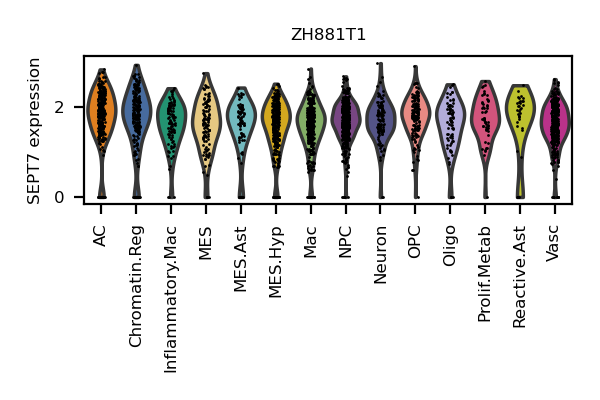 ZH881T1
SEPT7 expression
2
0
AC
Chromatin.Reg
Inflammatory.Mac
MES
MES.Ast
MES.Hyp
Mac
NPC
Neuron
OPC
Oligo
Prolif.Metab
Reactive.Ast
Vasc